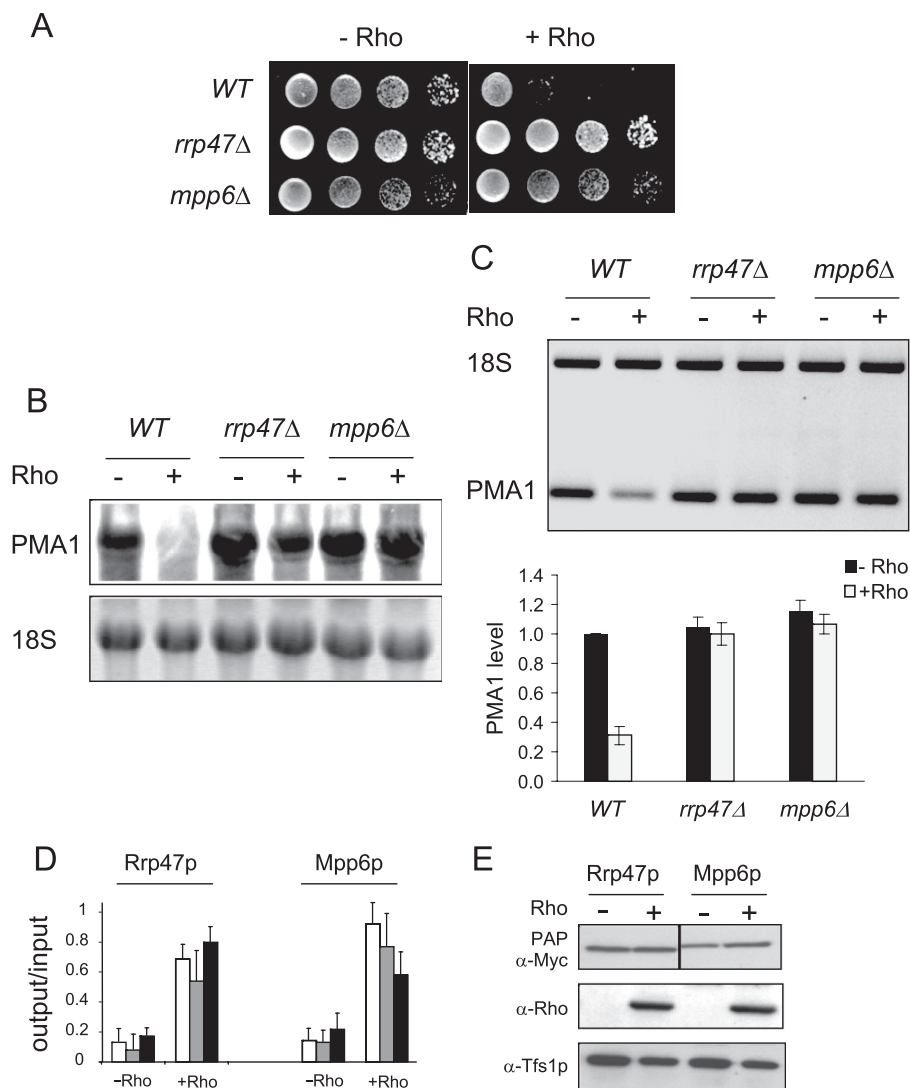 A
- Rho + Rho
WT
rrp47Δ
mpp6Δ
B
WT rrp47Δ mpp6Δ
Rho - + - + - +
PMA1
18S
C
WT rrp47Δ mpp6Δ
Rho - + - + - +
18S
PMA1
- Rho
+Rho
PMA1 level
1.4
1.2
1.0
0.8
0.6
0.4
0.2
0.0
WT rrp47Δ mpp6Δ
D
Rrp47p Mpp6p
output/input
1
0.8
0.6
0.4
0.2
0
–Rho +Rho –Rho +Rho
E
Rrp47p Mpp6p
Rho – + – +
PAP
α-Myc
α-Rho
α-Tfs1p